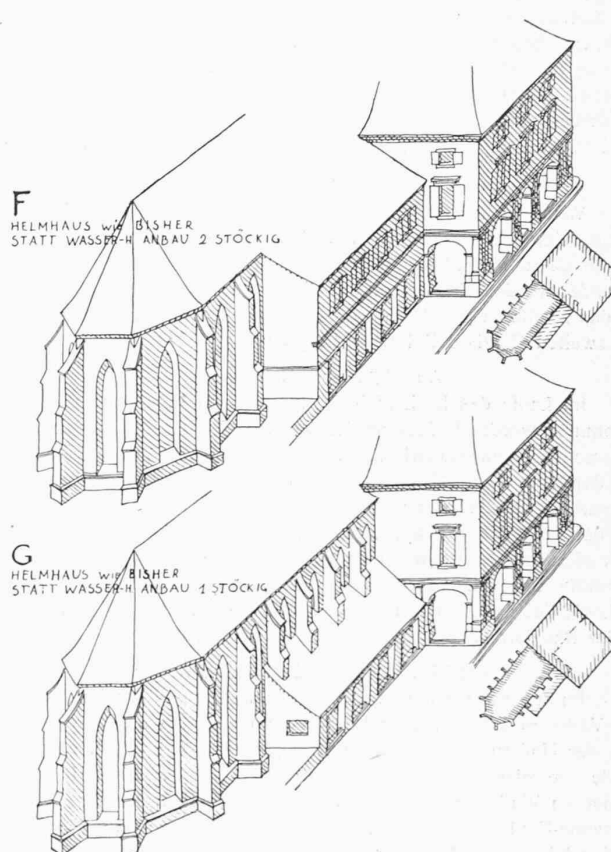 F
HELMHAUS wie BISHER
STATT WASSER-H ANBAU 2 STÖCKIG
G
HELMHAUS wie BISHER
STATT WASSER-H ANBAU 1 STÖCKIG